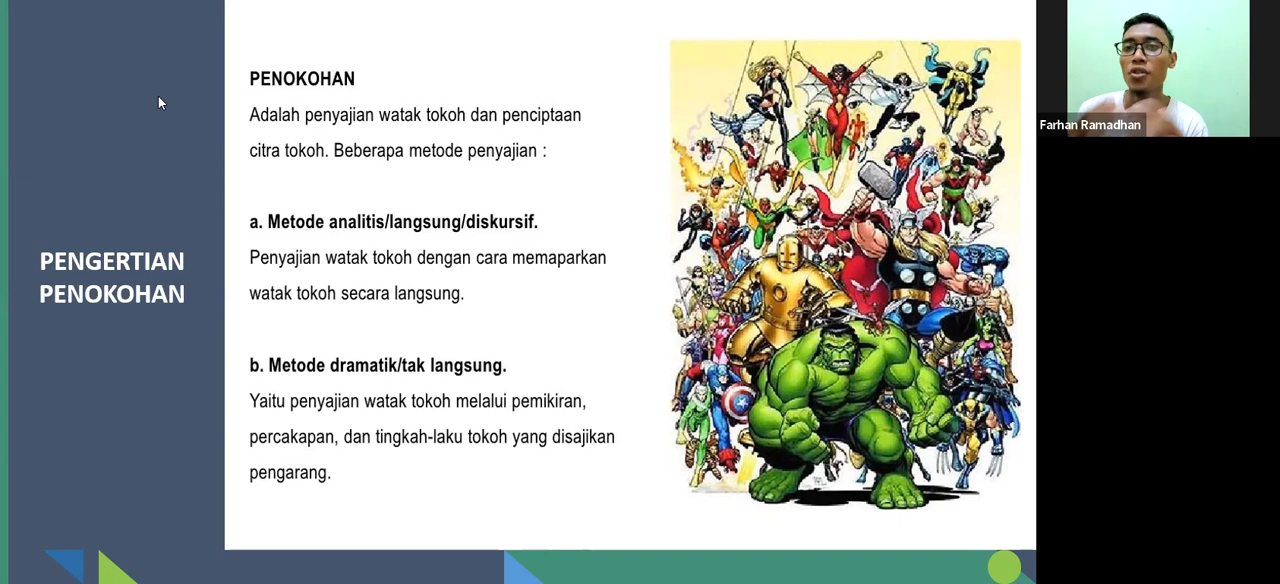 PENGERTIAN
PENOKOHAN
PENOKOHAN
Adalah penyajian watak tokoh dan penciptaan
citra tokoh. Beberapa metode penyajian :
a. Metode analitis/langsung/diskursif.
Penyajian watak tokoh dengan cara memaparkan
watak tokoh secara langsung.
b. Metode dramatik/tak langsung.
Yaitu penyajian watak tokoh melalui pemikiran,
percakapan, dan tingkah-laku tokoh yang disajikan
pengarang.
Farhan Ramadhan